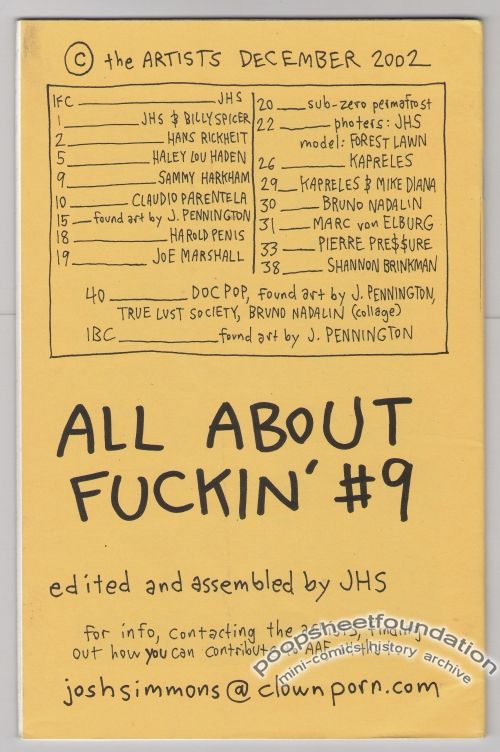 © the ARTISTS DECEMBER 2002
IFC JHS
1 JHS & BILLY SPICER
2 HANS RICKHEIT
5 HALEY LOU HADEN
9 SAMMY HARKHAM
10 CLAUDIO PARENTELA
15 found art by J. PENNINGTON
18 HAROLD PENIS
19 JOE MARSHALL
20 sub-zero permafrost
22 photers: JHS
model: FOREST LAWN
26 KAPRELES
29 KAPRELES & MIKE DIANA
30 BRUNO NADALIN
31 MARC von ELBURG
33 PIERRE PRE$$URE
38 SHANNON BRINKMAN
40 DOC POP, found art by J. PENNINGTON,
TRUE LUST SOCIETY, BRUNO NADALIN (collage)
IBC found art by J. PENNINGTON
ALL ABOUT
FUCKIN' #9
edited and assembled by JHS
for info, contacting the artists, finding
out how you can contribute to AAF
joshsimmons@clownporn.com
poopsheetfoundation
mini-comics history archive